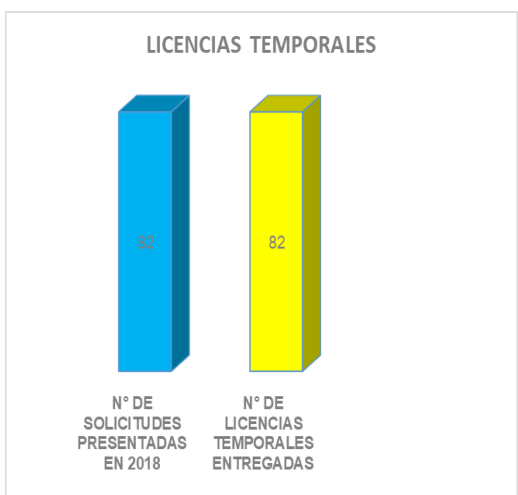 LICENCIAS TEMPORALES
82
82
N° DE
SOLICITUDES
PRESENTADAS
EN 2018
N° DE
LICENCIAS
TEMPORALES
ENTREGADAS